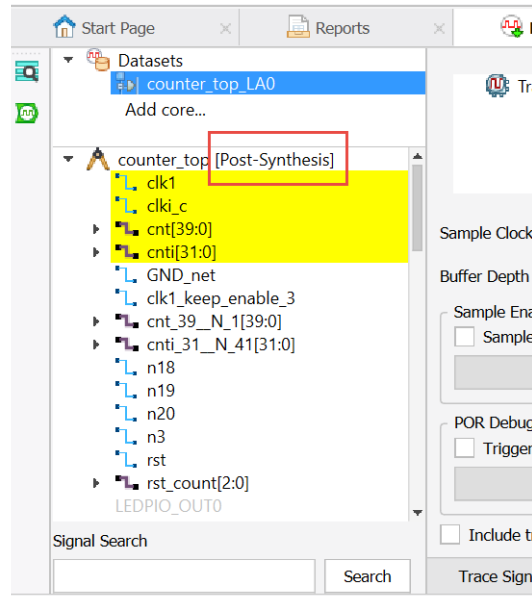 Start Page
Reports
Datasets
counter_top_LA0
Add core...
counter_top [Post-Synthesis]
clk1
clki_c
cnt[39:0]
cnti[31:0]
GND_net
clk1_keep_enable_3
cnt_39__N_1[39:0]
cnti_31__N_41[31:0]
n18
n19
n20
n3
rst
rst_count[2:0]
LEDPIO_OUT0
Signal Search
Search
Tr
Sample Clock
Buffer Depth
Sample Ena
Sample
POR Debug
Trigger
Include t
Trace Sign